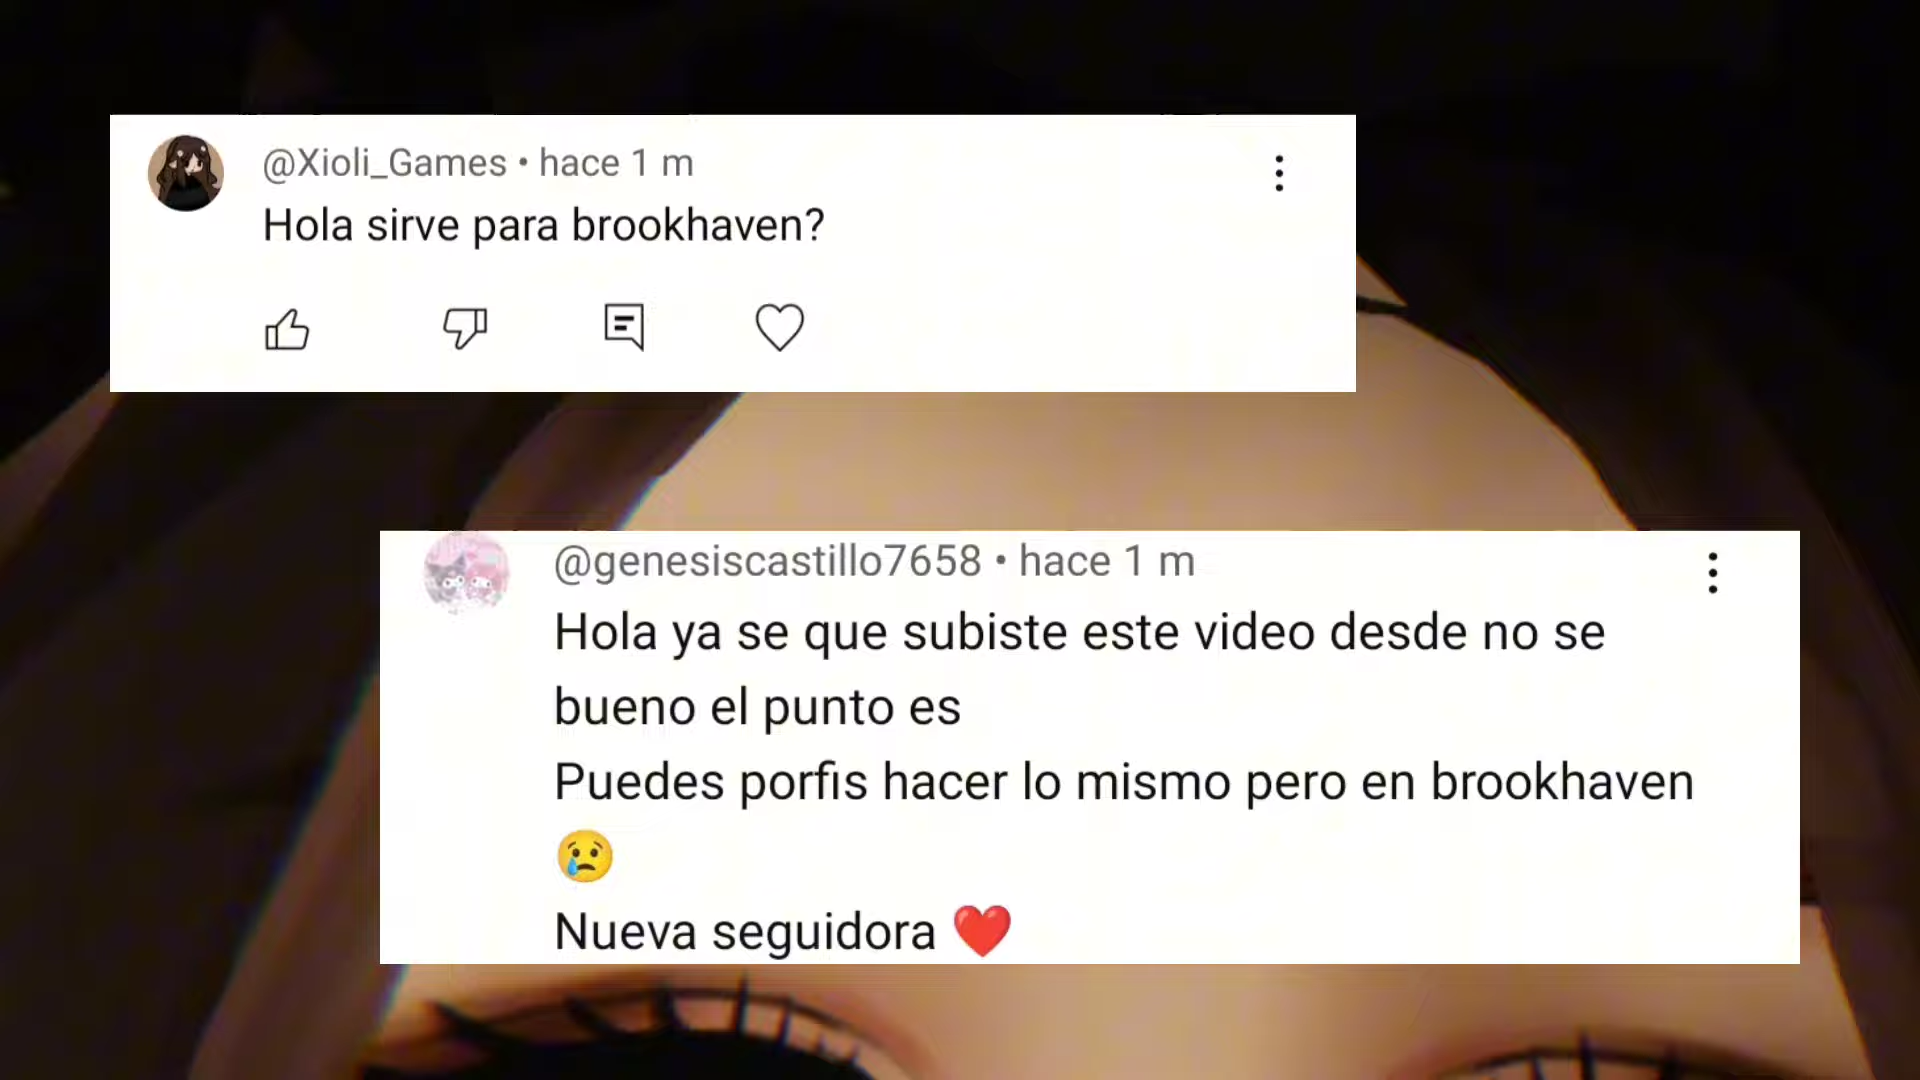 @Xioli_Games • hace 1 m
Hola sirve para brookhaven?
@genesiscastillo7658 • hace 1 m
Hola ya se que subiste este video desde no se
bueno el punto es
Puedes porfis hacer lo mismo pero en brookhaven
😢
Nueva seguidora ❤️